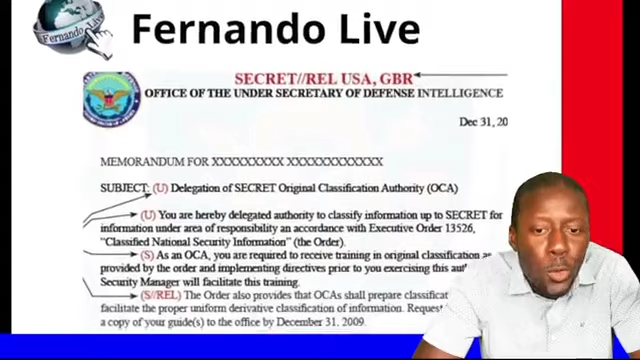 Fernando Live
Fernando Live
SECRET//REL USA, GBR
OFFICE OF THE UNDER SECRETARY OF DEFENSE INTELLIGENCE
Dec 31, 20
MEMORANDUM FOR XXXXXXXXXX XXXXXXXXXXXXX
SUBJECT: (U) Delegation of SECRET Original Classification Authority (OCA)
(U) You are hereby delegated authority to classify information up to SECRET for
information under area of responsibility an accordance with Executive Order 13526,
"Classified National Security Information" (the Order).
(S) As an OCA, you are required to receive training in original classification as
provided by the order and implementing directives prior to you exercising this
Security Manager will facilitate this training.
(S//REL) The Order also provides that OCAs shall prepare
facilitate the proper uniform derivative classification of information.
a copy of your guide(s) to the office by December 31, 2009.